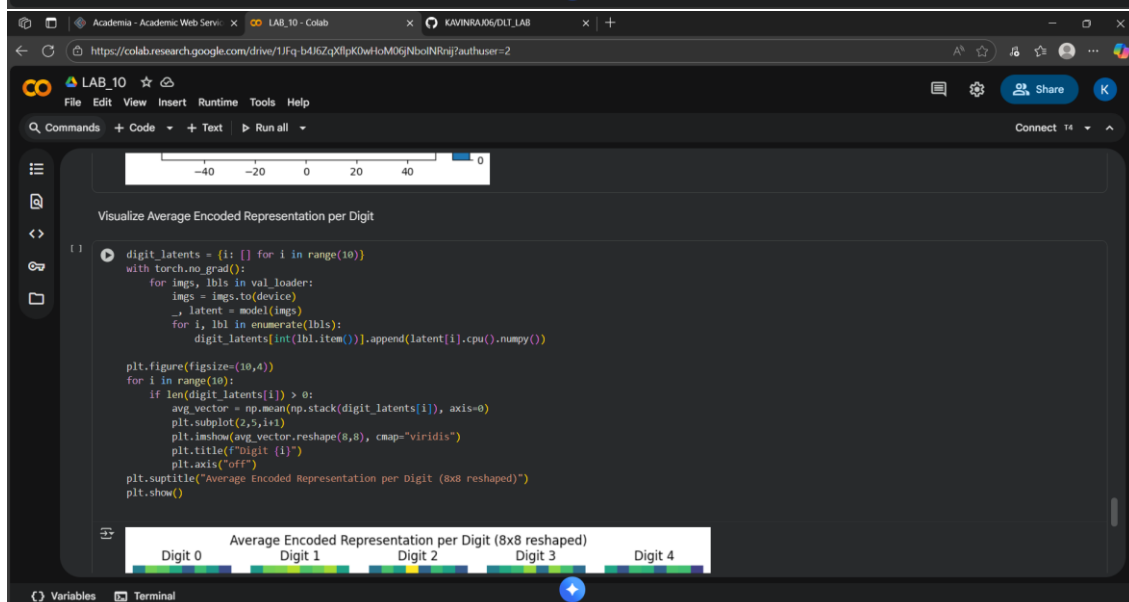 Academia - Academic Web Servic
LAB_10 - Colab
KAVINRAJ06/DLT_LAB
https://colab.research.google.com/drive/1JFq-b4J6ZqXflpK0wHoM06jNboINRnij?authuser=2
LAB_10
File Edit View Insert Runtime Tools Help
Share
K
Commands + Code + Text Run all
Connect T4
-40 -20 0 20 40
0
Visualize Average Encoded Representation per Digit
[ ]
digit_latents = {i: [] for i in range(10)}
with torch.no_grad():
    for imgs, lbls in val_loader:
        imgs = imgs.to(device)
        _, latent = model(imgs)
        for i, lbl in enumerate(lbls):
            digit_latents[int(lbl.item())].append(latent[i].cpu().numpy())
plt.figure(figsize=(10,4))
for i in range(10):
    if len(digit_latents[i]) > 0:
        avg_vector = np.mean(np.stack(digit_latents[i]), axis=0)
        plt.subplot(2,5,i+1)
        plt.imshow(avg_vector.reshape(8,8), cmap="viridis")
        plt.title(f"Digit {i}")
        plt.axis("off")
plt.suptitle("Average Encoded Representation per Digit (8x8 reshaped)")
plt.show()
Average Encoded Representation per Digit (8x8 reshaped)
Digit 0 Digit 1 Digit 2 Digit 3 Digit 4
Variables Terminal